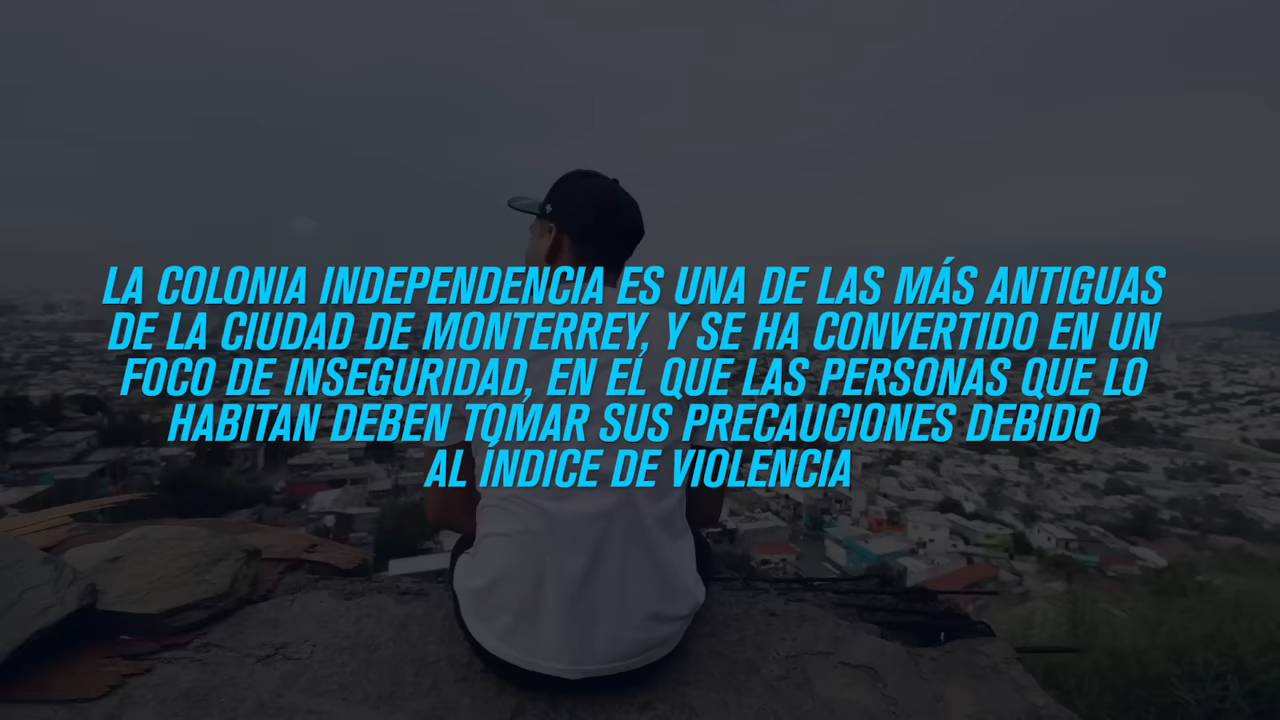 LA COLONIA INDEPENDENCIA ES UNA DE LAS MÁS ANTIGUAS
DE LA CIUDAD DE MONTERREY, Y SE HA CONVERTIDO EN UN
FOCO DE INSEGURIDAD, EN EL QUE LAS PERSONAS QUE LO
HABITAN DEBEN TOMAR SUS PRECAUCIONES DEBIDO
AL ÍNDICE DE VIOLENCIA